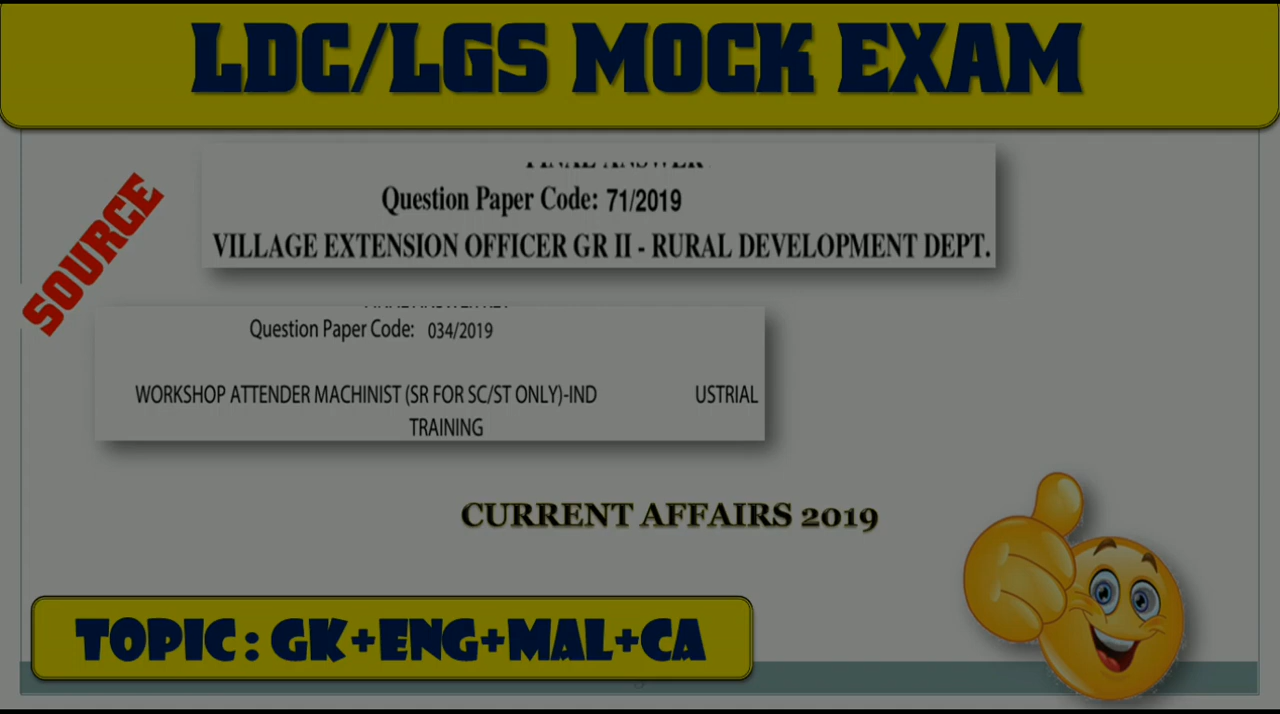 LDC/LGS MOCK EXAM
SOURCE
FINAL ANSWER
Question Paper Code: 71/2019
VILLAGE EXTENSION OFFICER GR II - RURAL DEVELOPMENT DEPT.
Question Paper Code: 034/2019
WORKSHOP ATTENDER MACHINIST (SR FOR SC/ST ONLY)-IND USTRIAL
TRAINING
CURRENT AFFAIRS 2019
TOPIC : GK+ENG+MAL+CA